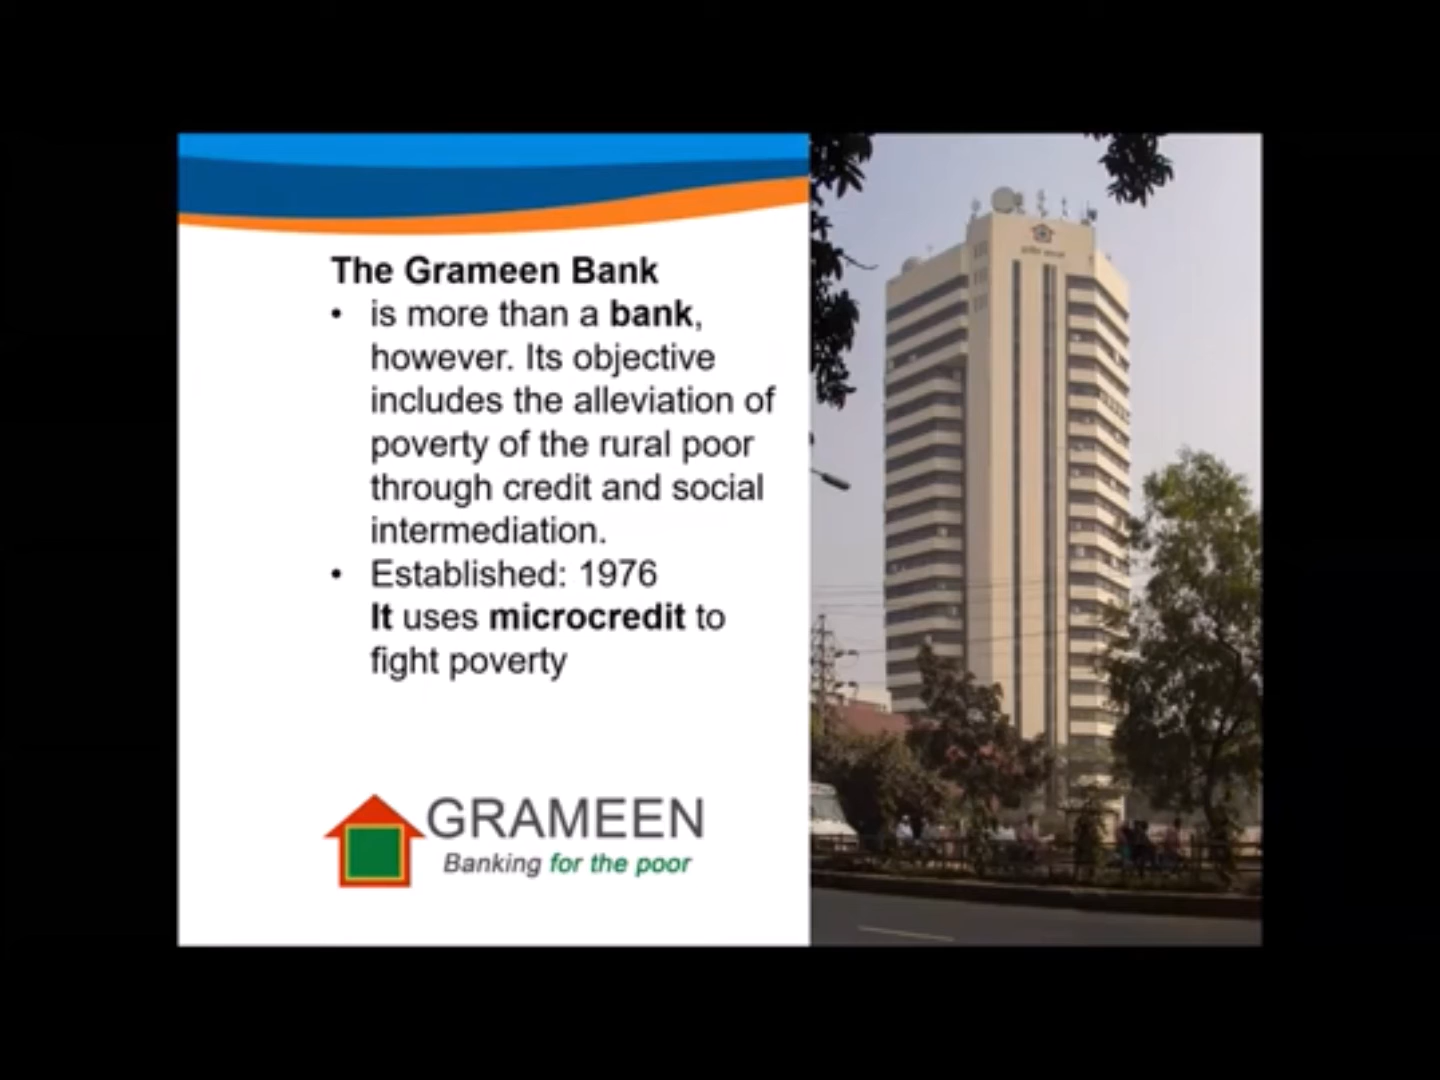 The Grameen Bank
• is more than a bank,
however. Its objective
includes the alleviation of
poverty of the rural poor
through credit and social
intermediation.
• Established: 1976
It uses microcredit to
fight poverty
GRAMEEN
Banking for the poor